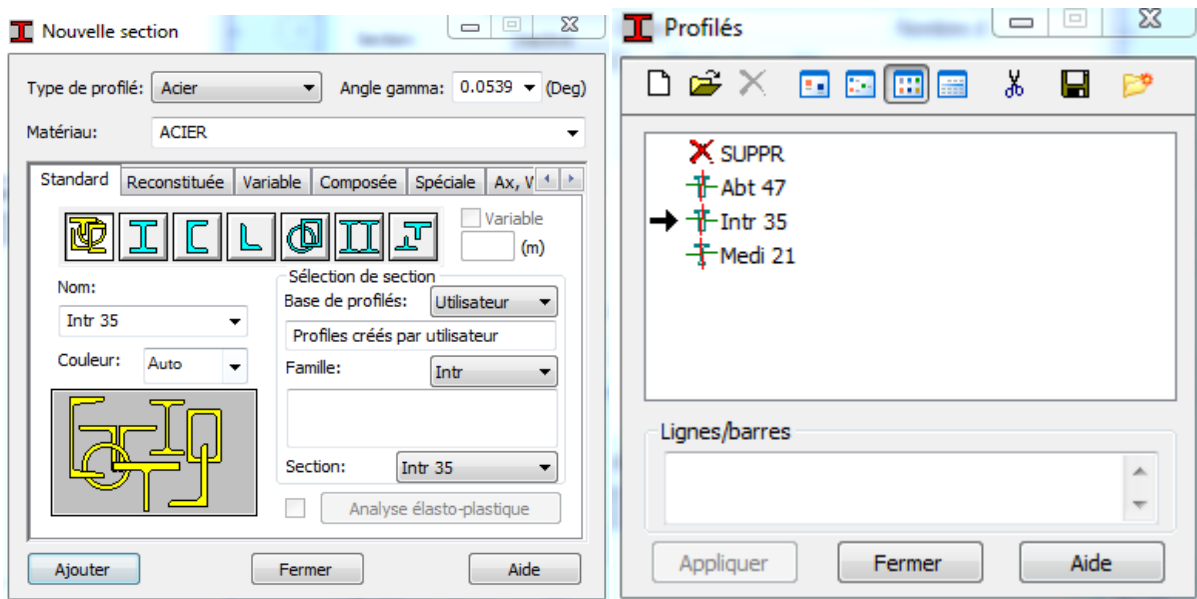 Nouvelle section
Type de profilé: Acier Angle gamma: 0.0539 (Deg)
Matériau: ACIER
Standard Reconstituée Variable Composée Spéciale Ax, V
Variable
(m)
Nom:
Intr 35
Couleur: Auto
Sélection de section
Base de profilés: Utilisateur
Profiles créés par utilisateur
Famille: Intr
Section: Intr 35
Analyse élasto-plastique
Ajouter Fermer Aide
Profilés
SUPPR
Abt 47
Intr 35
Medi 21
Lignes/barres
Appliquer Fermer Aide